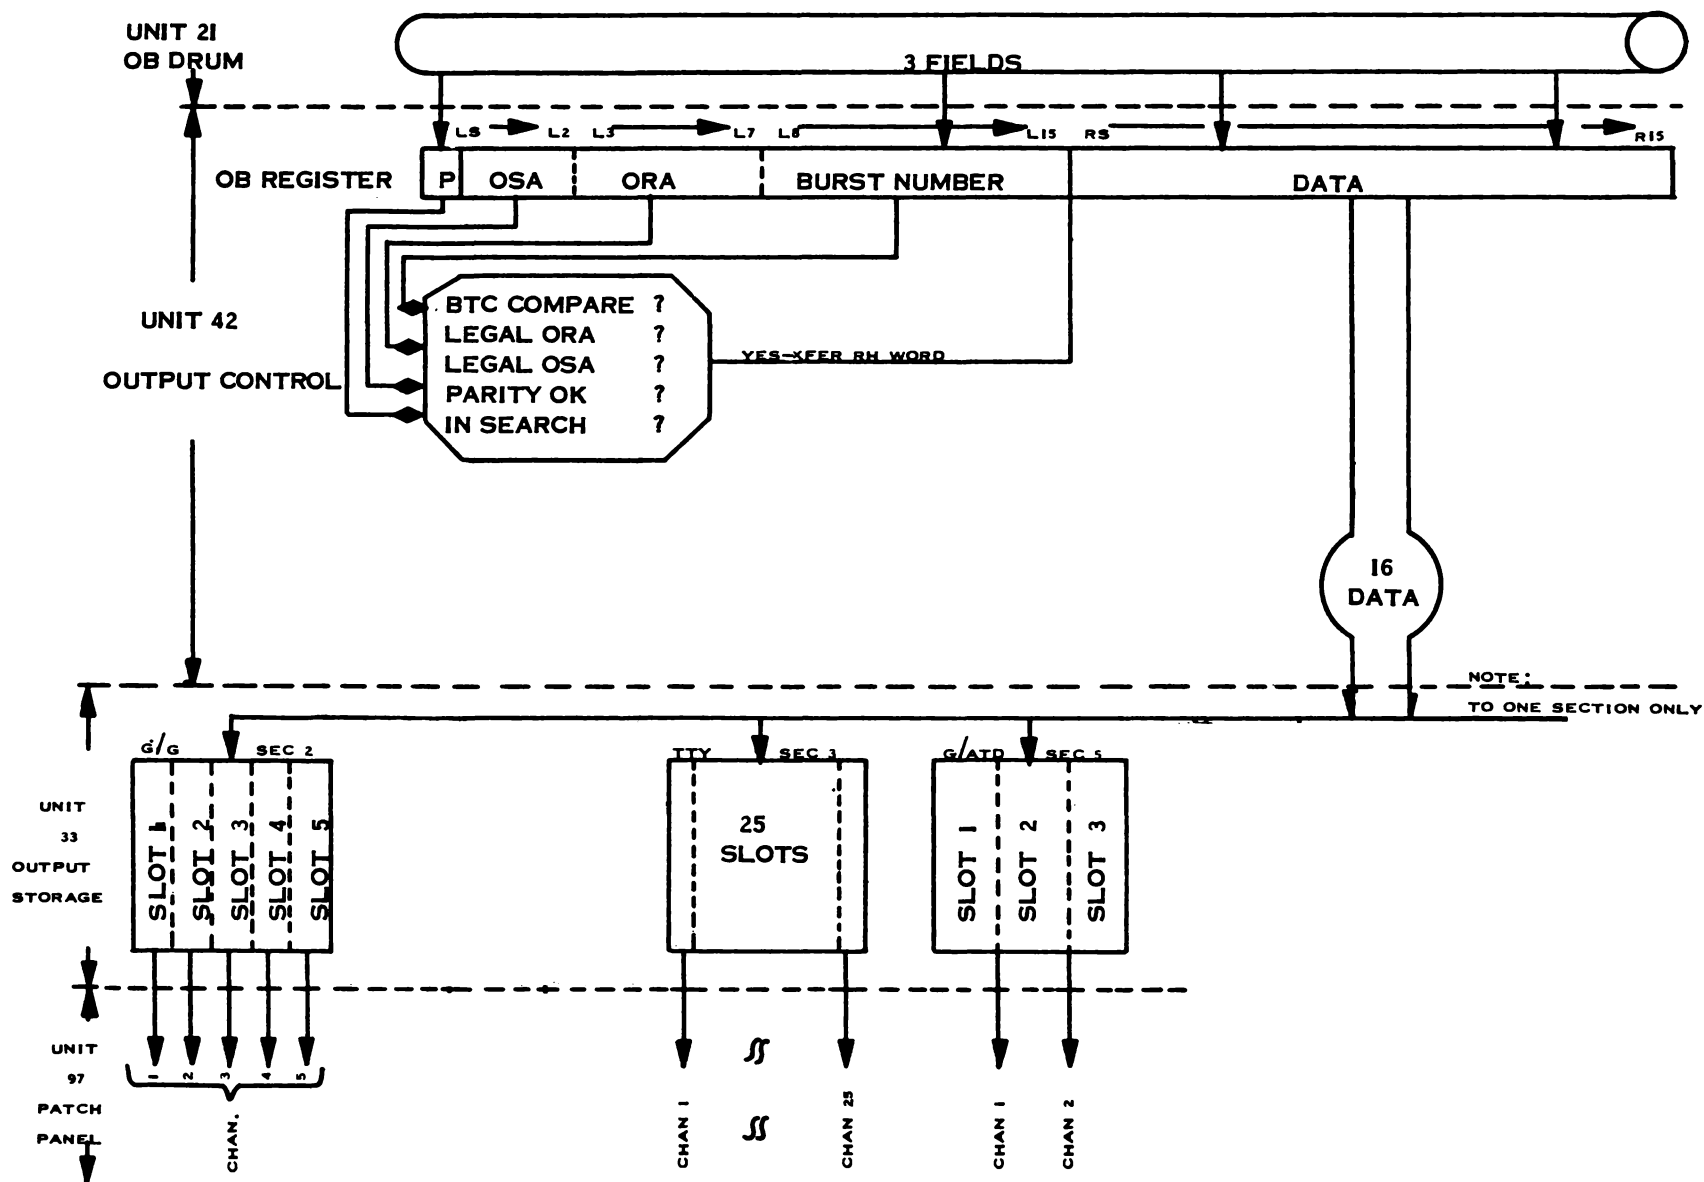 UNIT 21
OB DRUM
3 FIELDS
LS L2 L3 L7 L8 L15 RS R15
OB REGISTER P OSA ORA BURST NUMBER DATA
BTC COMPARE ?
LEGAL ORA ?
LEGAL OSA ?
PARITY OK ?
IN SEARCH ?
YES-XFER RH WORD
UNIT 42
OUTPUT CONTROL
16
DATA
NOTE:
TO ONE SECTION ONLY
G/G SEC 2
TTY SEC 3
G/ATD SEC 5
UNIT
33
OUTPUT
STORAGE
SLOT 1
SLOT 2
SLOT 3
SLOT 4
SLOT 5
25
SLOTS
SLOT 1
SLOT 2
SLOT 3
UNIT
97
PATCH
PANEL
1
2
3
4
5
CHAN.
CHAN 1
CHAN 25
CHAN 1
CHAN 2